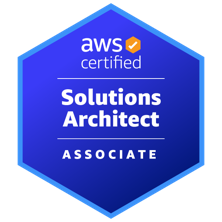 aws
certified
Solutions
Architect
ASSOCIATE